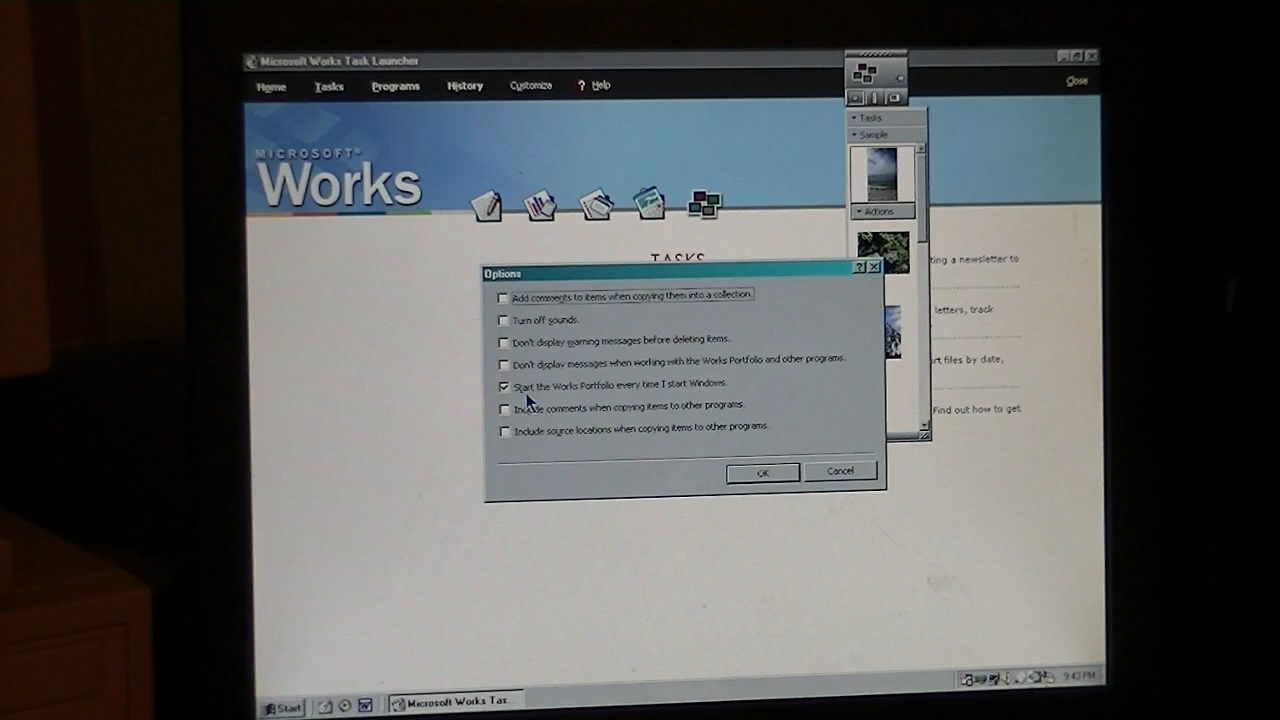 Microsoft Works Task Launcher
Home Tasks Programs History Customize ? Help Close
Tasks
Sample
MICROSOFT®
Works
Actions
TASKS
ting a newsletter to
Options
Add comments to items when copying them into a collection.
letters, track
Turn off sounds.
Don't display warning messages before deleting items.
Don't display messages when working with the Works Portfolio and other programs.
rt files by date,
Start the Works Portfolio every time I start Windows.
Include comments when copying items to other programs.
Find out how to get
Include source locations when copying items to other programs.
OK Cancel
Start Microsoft Works Tas... 9:43 PM